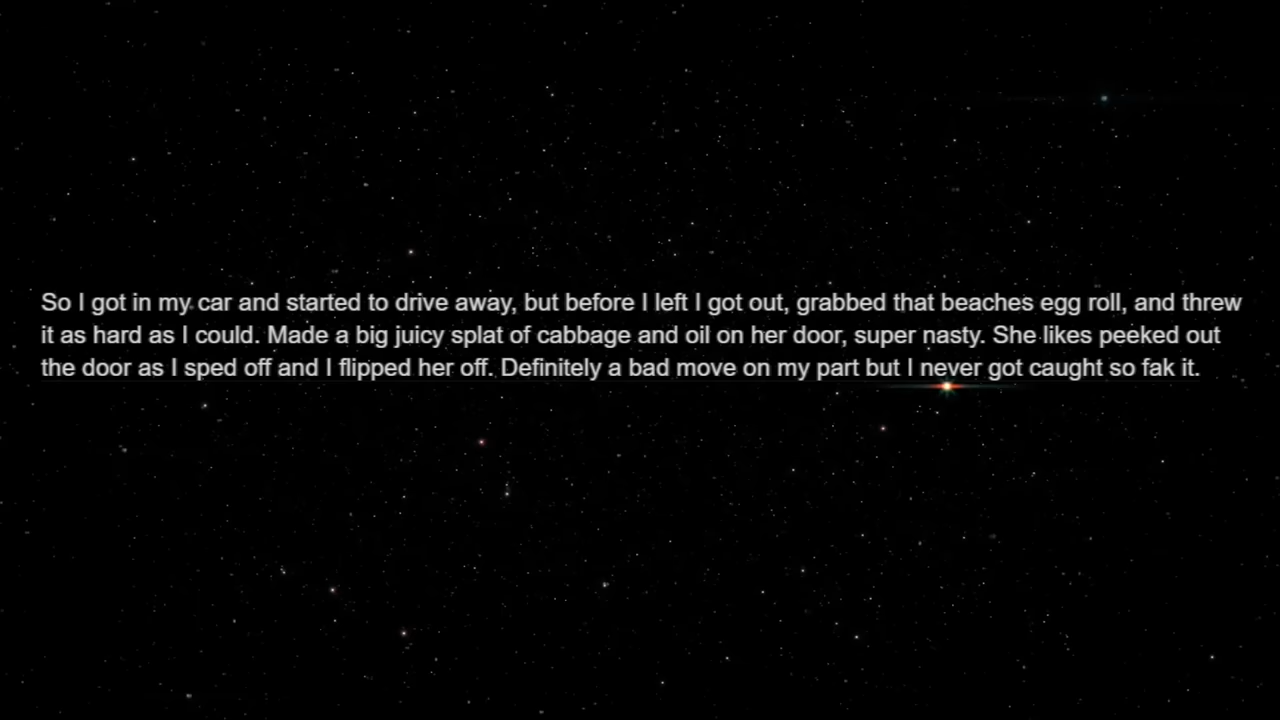 So I got in my car and started to drive away, but before I left I got out, grabbed that beaches egg roll, and threw
it as hard as I could. Made a big juicy splat of cabbage and oil on her door, super nasty. She likes peeked out
the door as I sped off and I flipped her off. Definitely a bad move on my part but I never got caught so fak it.